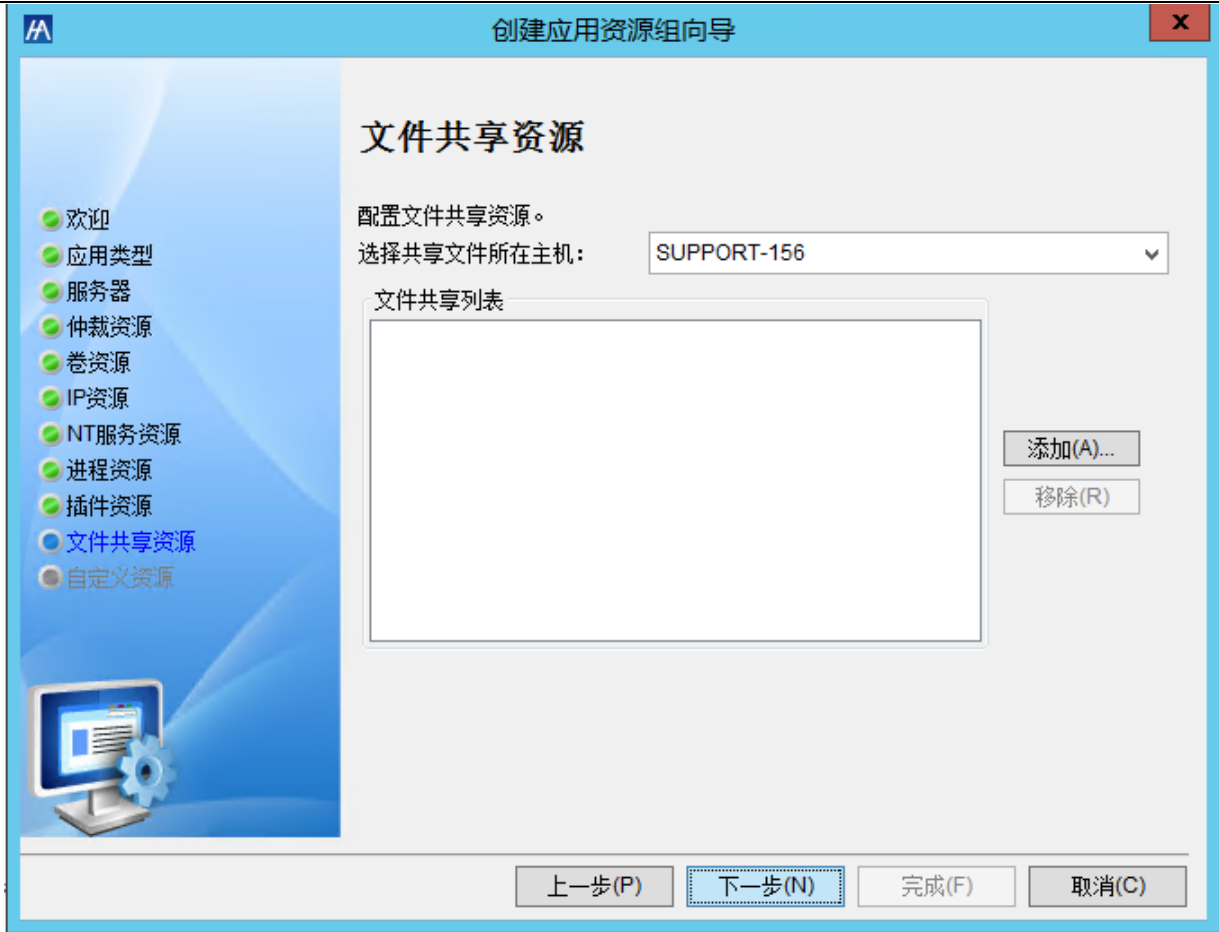 创建应用资源组向导
x
文件共享资源
欢迎
应用类型
服务器
仲裁资源
卷资源
IP资源
NT服务资源
进程资源
插件资源
文件共享资源
自定义资源
配置文件共享资源。
选择共享文件所在主机:
SUPPORT-156
文件共享列表
添加(A)...
移除(R)
上一步(P)
下一步(N)
完成(F)
取消(C)